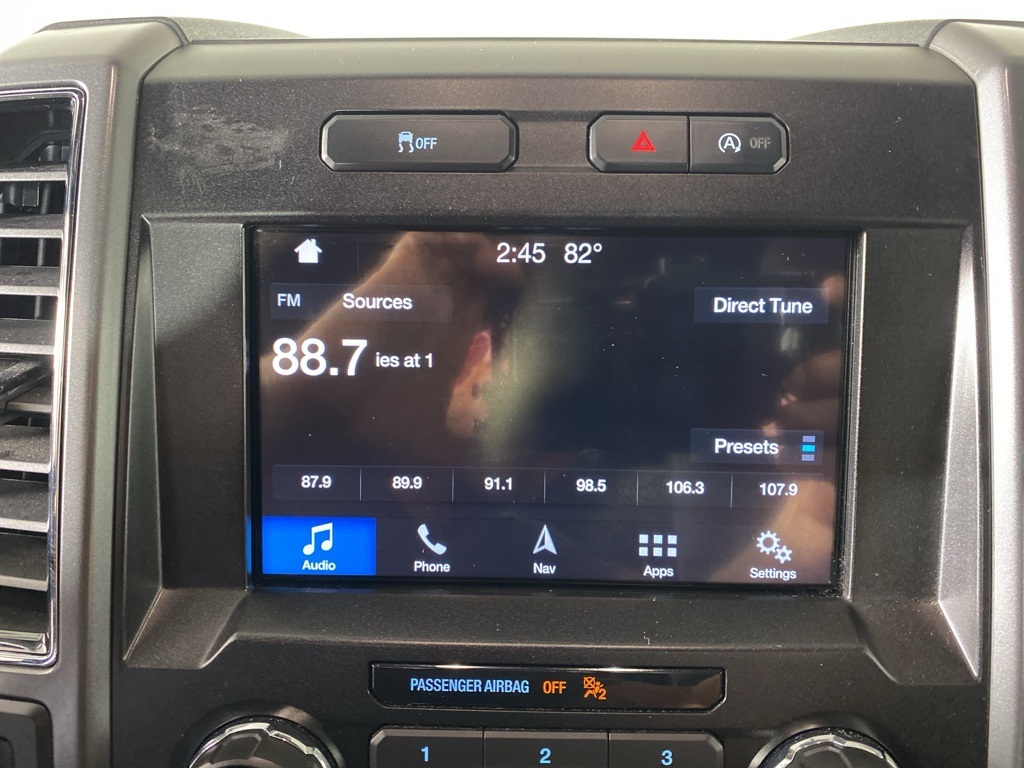 OFF
A OFF
2:45 82°
FM Sources Direct Tune
88.7 ies at 1
Presets
87.9 89.9 91.1 98.5 106.3 107.9
Audio Phone Nav Apps Settings
PASSENGER AIRBAG OFF 2
1 2 3